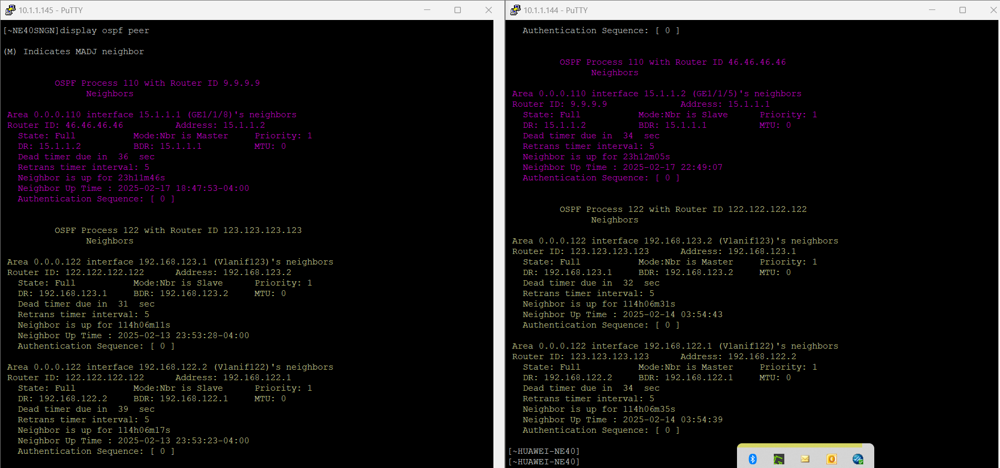 10.1.1.145 - PuTTY
[~NE40SNGN]display ospf peer
(M) Indicates MADJ neighbor
OSPF Process 110 with Router ID 9.9.9.9
Neighbors
Area 0.0.0.110 interface 15.1.1.1 (GE1/1/8)'s neighbors
Router ID: 46.46.46.46 Address: 15.1.1.2
State: Full Mode:Nbr is Master Priority: 1
DR: 15.1.1.2 BDR: 15.1.1.1 MTU: 0
Dead timer due in 36 sec
Retrans timer interval: 5
Neighbor is up for 23h11m46s
Neighbor Up Time : 2025-02-17 18:47:53-04:00
Authentication Sequence: [ 0 ]
OSPF Process 122 with Router ID 123.123.123.123
Neighbors
Area 0.0.0.122 interface 192.168.123.1 (Vlanif123)'s neighbors
Router ID: 122.122.122.122 Address: 192.168.123.2
State: Full Mode:Nbr is Slave Priority: 1
DR: 192.168.123.1 BDR: 192.168.123.2 MTU: 0
Dead timer due in 31 sec
Retrans timer interval: 5
Neighbor is up for 114h06m11s
Neighbor Up Time : 2025-02-13 23:53:28-04:00
Authentication Sequence: [ 0 ]
Area 0.0.0.122 interface 192.168.122.2 (Vlanif122)'s neighbors
Router ID: 122.122.122.122 Address: 192.168.122.1
State: Full Mode:Nbr is Slave Priority: 1
DR: 192.168.122.2 BDR: 192.168.122.1 MTU: 0
Dead timer due in 39 sec
Retrans timer interval: 5
Neighbor is up for 114h06m17s
Neighbor Up Time : 2025-02-13 23:53:23-04:00
Authentication Sequence: [ 0 ]
10.1.1.144 - PuTTY
Authentication Sequence: [ 0 ]
OSPF Process 110 with Router ID 46.46.46.46
Neighbors
Area 0.0.0.110 interface 15.1.1.2 (GE1/1/5)'s neighbors
Router ID: 9.9.9.9 Address: 15.1.1.1
State: Full Mode:Nbr is Slave Priority: 1
DR: 15.1.1.2 BDR: 15.1.1.1 MTU: 0
Dead timer due in 34 sec
Retrans timer interval: 5
Neighbor is up for 23h12m05s
Neighbor Up Time : 2025-02-17 22:49:07
Authentication Sequence: [ 0 ]
OSPF Process 122 with Router ID 122.122.122.122
Neighbors
Area 0.0.0.122 interface 192.168.123.2 (Vlanif123)'s neighbors
Router ID: 123.123.123.123 Address: 192.168.123.1
State: Full Mode:Nbr is Master Priority: 1
DR: 192.168.123.1 BDR: 192.168.123.2 MTU: 0
Dead timer due in 32 sec
Retrans timer interval: 5
Neighbor is up for 114h06m31s
Neighbor Up Time : 2025-02-14 03:54:43
Authentication Sequence: [ 0 ]
Area 0.0.0.122 interface 192.168.122.1 (Vlanif122)'s neighbors
Router ID: 123.123.123.123 Address: 192.168.122.2
State: Full Mode:Nbr is Master Priority: 1
DR: 192.168.122.2 BDR: 192.168.122.1 MTU: 0
Dead timer due in 34 sec
Retrans timer interval: 5
Neighbor is up for 114h06m35s
Neighbor Up Time : 2025-02-14 03:54:39
Authentication Sequence: [ 0 ]
[~HUAWEI-NE40]
[~HUAWEI-NE40]